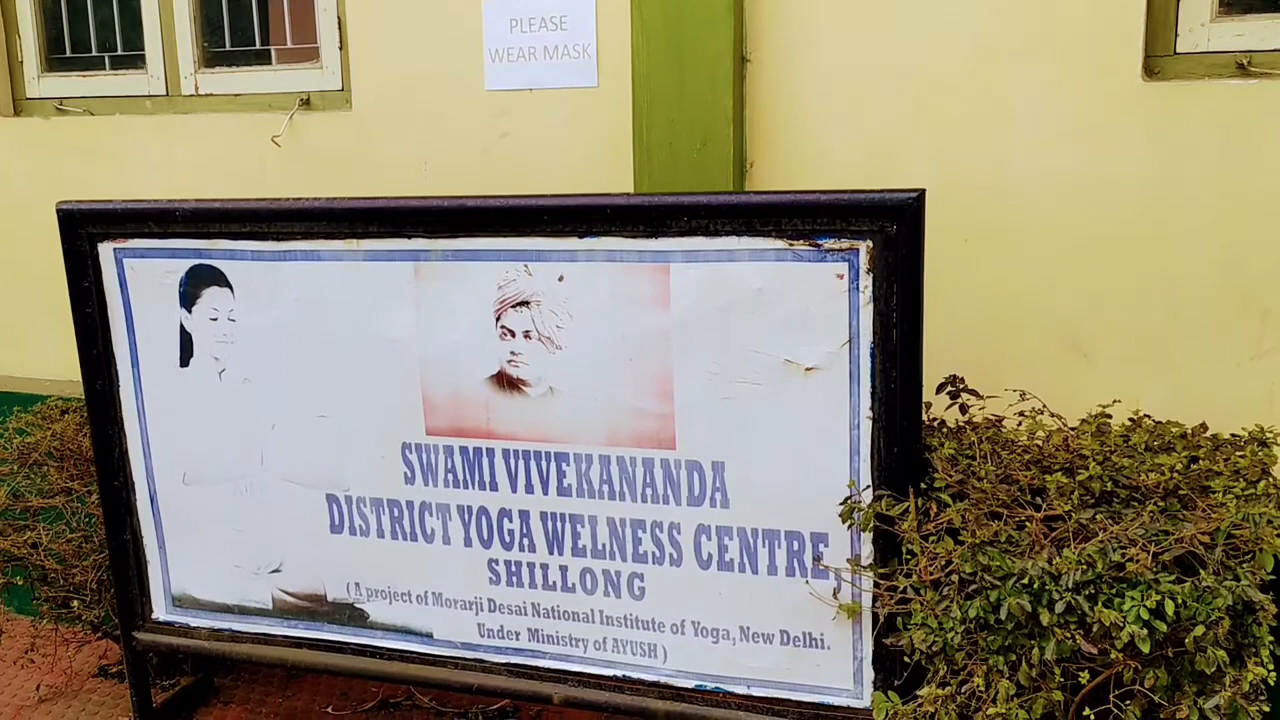 PLEASE
WEAR MASK
SWAMI VIVEKANANDA
DISTRICT YOGA WELNESS CENTRE,
SHILLONG
(A project of Morarji Desai National Institute of Yoga, New Delhi.
Under Ministry of AYUSH)